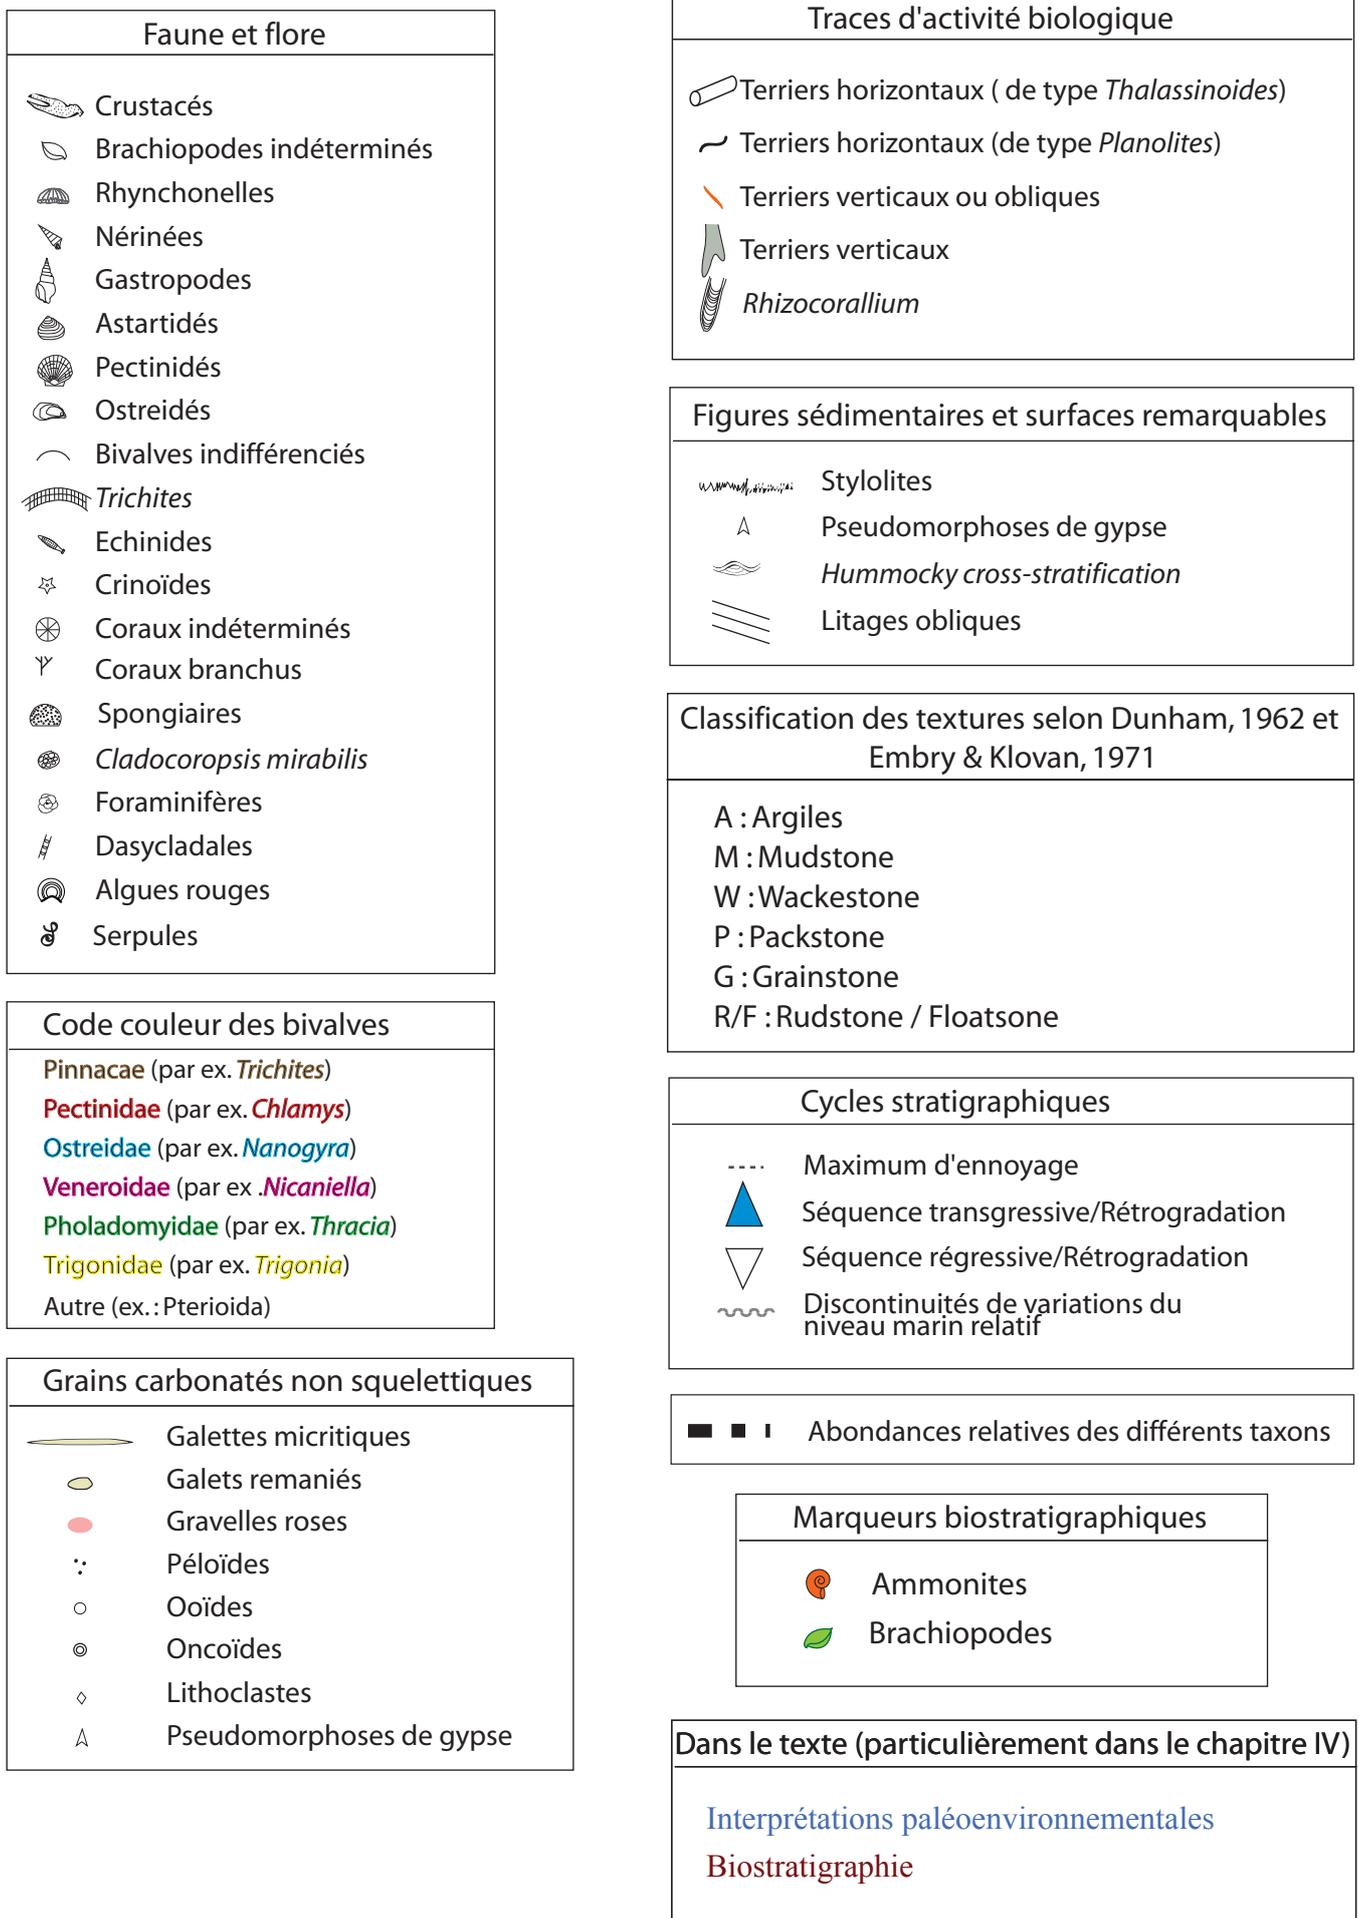 Faune et flore
Crustacés
Brachiopodes indéterminés
Rhynchonelles
Nérinées
Gastropodes
Astartidés
Pectinidés
Ostreidés
Bivalves indifférenciés
Trichites
Echinides
Crinoïdes
Coraux indéterminés
Coraux branchus
Spongiaires
Cladocoropsis mirabilis
Foraminifères
Dasycladales
Algues rouges
Serpules
Code couleur des bivalves
Pinnacae (par ex. Trichites)
Pectinidae (par ex. Chlamys)
Ostreidae (par ex. Nanogyra)
Veneroidae (par ex .Nicaniella)
Pholadomyidae (par ex. Thracia)
Trigonidae (par ex. Trigonia)
Autre (ex. : Pterioida)
Grains carbonatés non squelettiques
Galettes micritiques
Galets remaniés
Gravelles roses
Péloïdes
Ooïdes
Oncoïdes
Lithoclastes
Pseudomorphoses de gypse
Traces d'activité biologique
Terriers horizontaux ( de type Thalassinoides)
Terriers horizontaux (de type Planolites)
Terriers verticaux ou obliques
Terriers verticaux
Rhizocorallium
Figures sédimentaires et surfaces remarquables
Stylolites
Pseudomorphoses de gypse
Hummocky cross-stratification
Litages obliques
Classification des textures selon Dunham, 1962 et
Embry & Klovan, 1971
A : Argiles
M : Mudstone
W : Wackestone
P : Packstone
G : Grainstone
R/F : Rudstone / Floatsone
Cycles stratigraphiques
Maximum d'ennoyage
Séquence transgressive/Rétrogradation
Séquence régressive/Rétrogradation
Discontinuités de variations du
niveau marin relatif
Abondances relatives des différents taxons
Marqueurs biostratigraphiques
Ammonites
Brachiopodes
Dans le texte (particulièrement dans le chapitre IV)
Interprétations paléoenvironnementales
Biostratigraphie